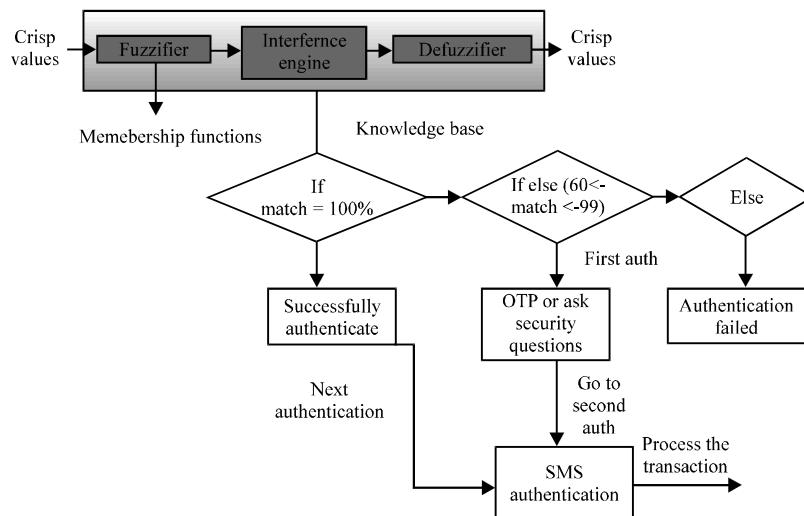 Crisp
values
Fuzzifier
Interfernce
engine
Defuzzifier
Crisp
values
Memebership functions
Knowledge base
If
match = 100%
If else (60<-
match <-99)
Else
First auth
Successfully
authenticate
OTP or ask
security
questions
Authentication
failed
Next
authentication
Go to
second
auth
SMS
authentication
Process the
transaction